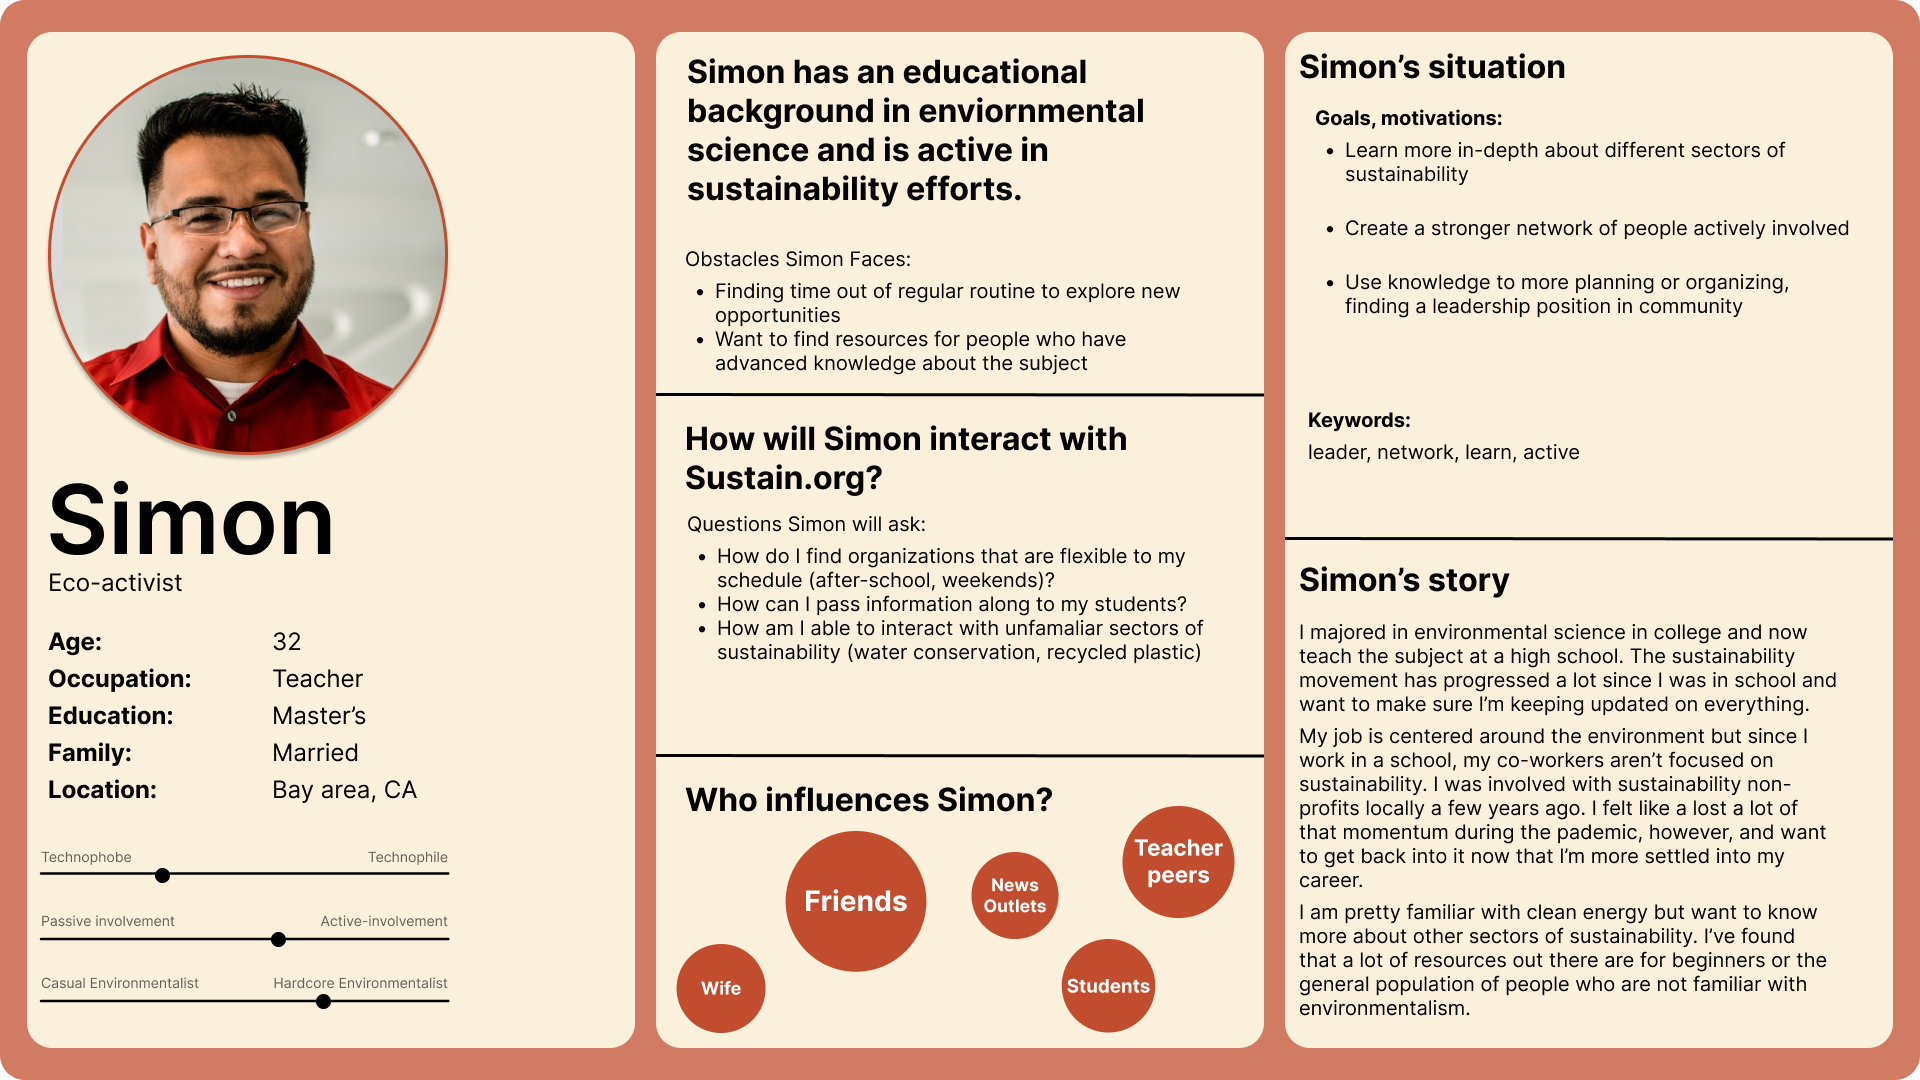 Simon
Eco-activist
Age: 32
Occupation: Teacher
Education: Master’s
Family: Married
Location: Bay area, CA
Technophobe Technophile
Passive involvement Active-involvement
Casual Environmentalist Hardcore Environmentalist
Simon has an educational
background in enviornmental
science and is active in
sustainability efforts.
Obstacles Simon Faces:
• Finding time out of regular routine to explore new
opportunities
• Want to find resources for people who have
advanced knowledge about the subject
How will Simon interact with
Sustain.org?
Questions Simon will ask:
• How do I find organizations that are flexible to my
schedule (after-school, weekends)?
• How can I pass information along to my students?
• How am I able to interact with unfamaliar sectors of
sustainability (water conservation, recycled plastic)
Who influences Simon?
Friends
News
Outlets
Teacher
peers
Wife
Students
Simon’s situation
Goals, motivations:
• Learn more in-depth about different sectors of
sustainability
• Create a stronger network of people actively involved
• Use knowledge to more planning or organizing,
finding a leadership position in community
Keywords:
leader, network, learn, active
Simon’s story
I majored in environmental science in college and now
teach the subject at a high school. The sustainability
movement has progressed a lot since I was in school and
want to make sure I’m keeping updated on everything.
My job is centered around the environment but since I
work in a school, my co-workers aren’t focused on
sustainability. I was involved with sustainability non-
profits locally a few years ago. I felt like a lost a lot of
that momentum during the pademic, however, and want
to get back into it now that I’m more settled into my
career.
I am pretty familiar with clean energy but want to know
more about other sectors of sustainability. I’ve found
that a lot of resources out there are for beginners or the
general population of people who are not familiar with
environmentalism.